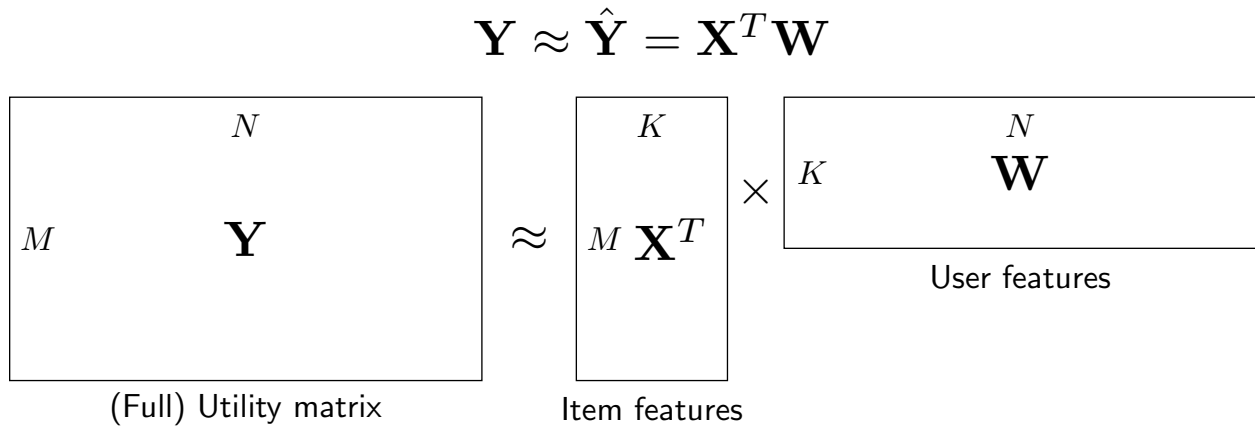 Y ≈ Ŷ = X^T W
N
K
N
K
W
M
Y
≈
M
X^T
×
User features
(Full) Utility matrix
Item features